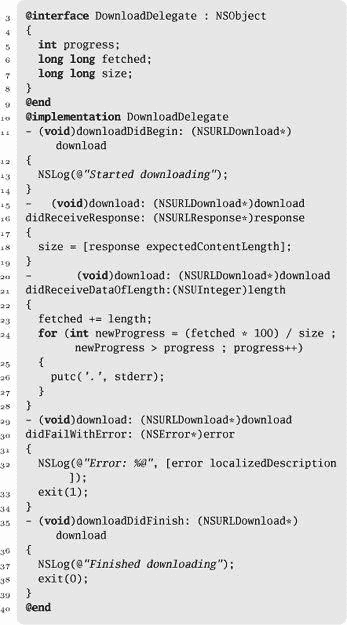 3 @interface DownloadDelegate : NSObject
4 {
5 int progress;
6 long long fetched;
7 long long size;
8 }
9 @end
10 @implementation DownloadDelegate
11 - (void)downloadDidBegin: (NSURLDownload*)
download
12 {
13 NSLog(@"Started downloading");
14 }
15 - (void)download: (NSURLDownload*)download
16 didReceiveResponse: (NSURLResponse*)response
17 {
18 size = [response expectedContentLength];
19 }
20 - (void)download: (NSURLDownload*)download
21 didReceiveDataOfLength:(NSUInteger)length
22 {
23 fetched += length;
24 for (int newProgress = (fetched * 100) / size ;
newProgress > progress ; progress++)
25 {
26 putc('.', stderr);
27 }
28 }
29 - (void)download: (NSURLDownload*)download
30 didFailWithError: (NSError*)error
31 {
32 NSLog(@"Error: %@", [error localizedDescription
]);
33 exit(1);
34 }
35 - (void)downloadDidFinish: (NSURLDownload*)
download
36 {
37 NSLog(@"Finished downloading");
38 exit(0);
39 }
40 @end